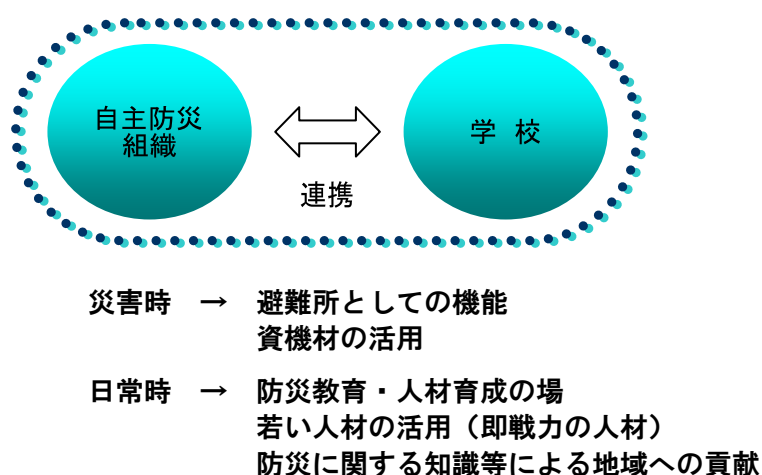 自主防災
組織
学 校
連携
災害時 → 避難所としての機能
資機材の活用
日常時 → 防災教育・人材育成の場
若い人材の活用（即戦力の人材）
防災に関する知識等による地域への貢献